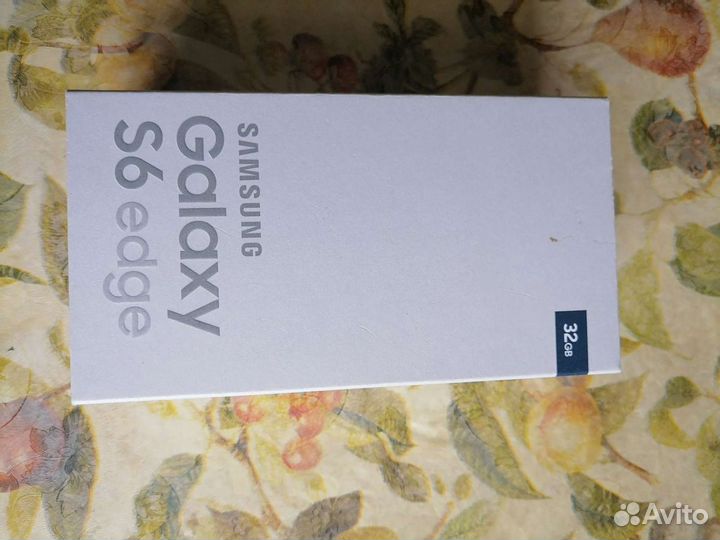 SAMSUNG
Galaxy
S6 edge
32GB
Avito